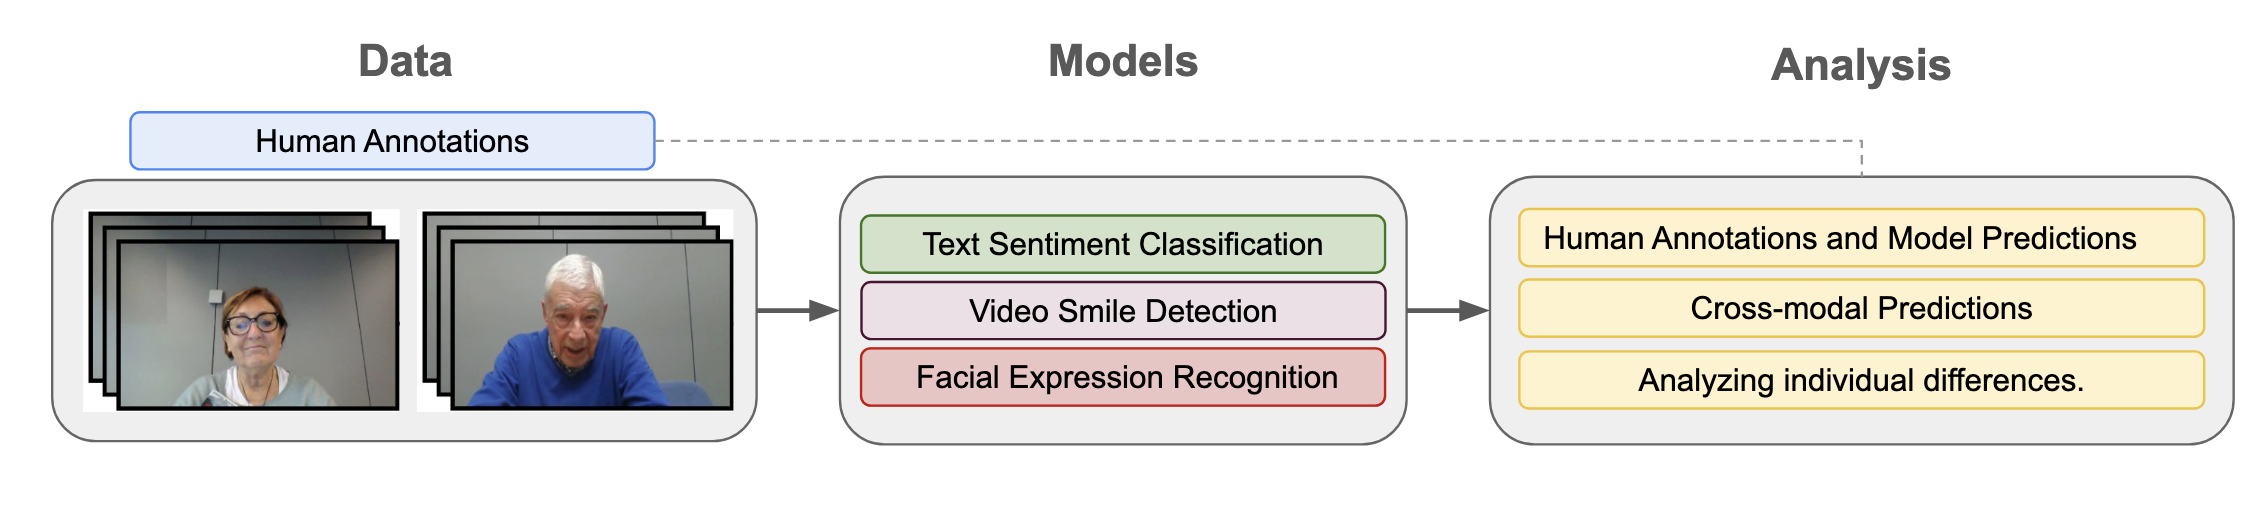 Data
Models
Analysis
Human Annotations
Text Sentiment Classification
Video Smile Detection
Facial Expression Recognition
Human Annotations and Model Predictions
Cross-modal Predictions
Analyzing individual differences.